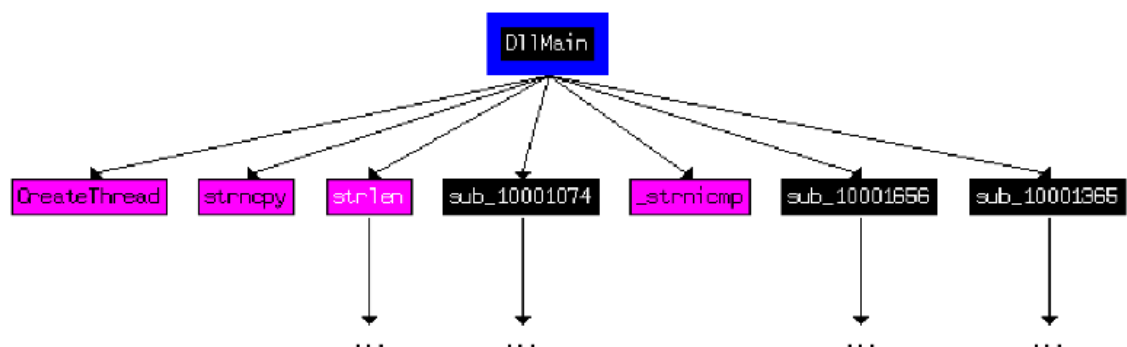 DllMain
CreateThread strncpy strlen sub_10001074 _strnicmp sub_10001656 sub_10001365
... ... ... ...